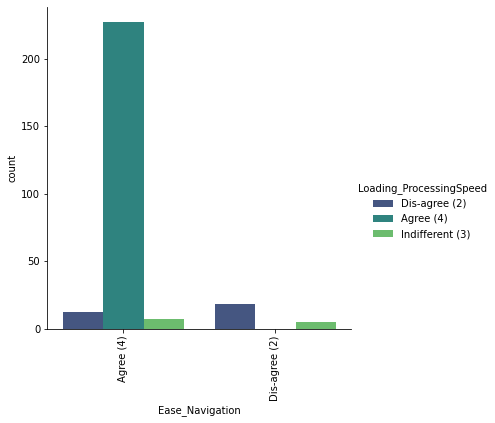 200
150
100
50
0
count
Agree (4)
Dis-agree (2)
Ease_Navigation
Loading_ProcessingSpeed
Dis-agree (2)
Agree (4)
Indifferent (3)